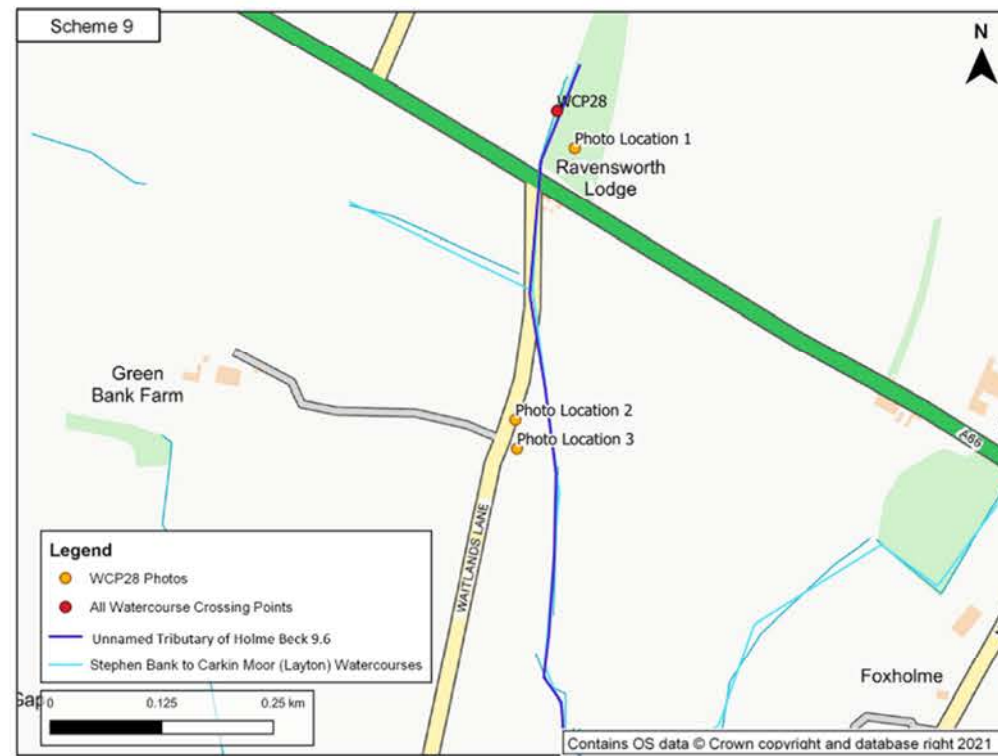 Scheme 9
N
WCP28
Photo Location 1
Ravensworth
Lodge
Green
Bank Farm
Photo Location 2
Photo Location 3
A66
WAITLANDS LANE
Legend
WCP28 Photos
All Watercourse Crossing Points
Unnamed Tributary of Holme Beck 9.6
Stephen Bank to Carkin Moor (Layton) Watercourses
Foxholme
0 0.125 0.25 km
Contains OS data © Crown copyright and database right 2021